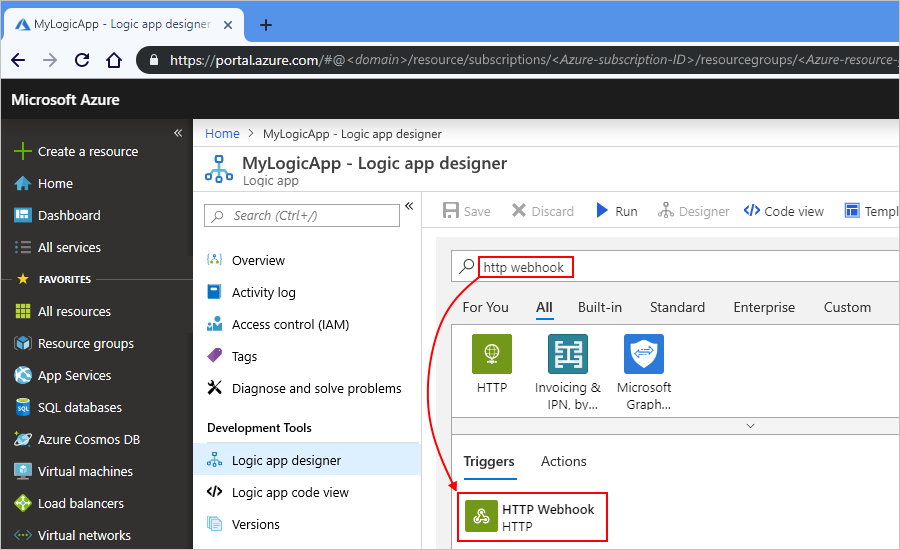 MyLogicApp - Logic app designer
https://portal.azure.com/#@<domain>/resource/subscriptions/<Azure-subscription-ID>/resourcegroups/<Azure-resource-g
Microsoft Azure
Create a resource
Home
Dashboard
All services
FAVORITES
All resources
Resource groups
App Services
SQL databases
Azure Cosmos DB
Virtual machines
Load balancers
Virtual networks
Home > MyLogicApp - Logic app designer
MyLogicApp - Logic app designer
Logic app
Search (Ctrl+/)
Overview
Activity log
Access control (IAM)
Tags
Diagnose and solve problems
Development Tools
Logic app designer
Logic app code view
Versions
Save Discard Run Designer Code view Templ
http webhook
For You All Built-in Standard Enterprise Custom
HTTP
Invoicing &
IPN, by...
Microsoft
Graph...
Triggers Actions
HTTP Webhook
HTTP